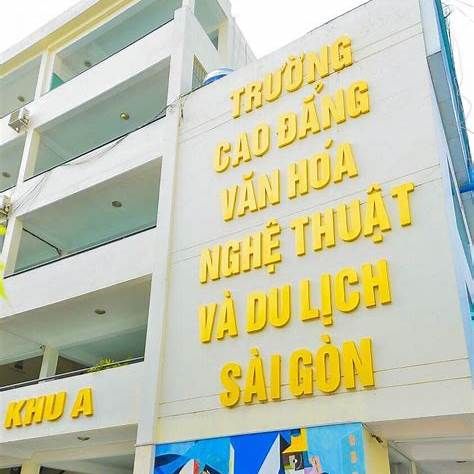 TRƯỜNG
CAO ĐẲNG
VĂN HÓA
NGHỆ THUẬT
VÀ DU LỊCH
SÀI GÒN
KHU A